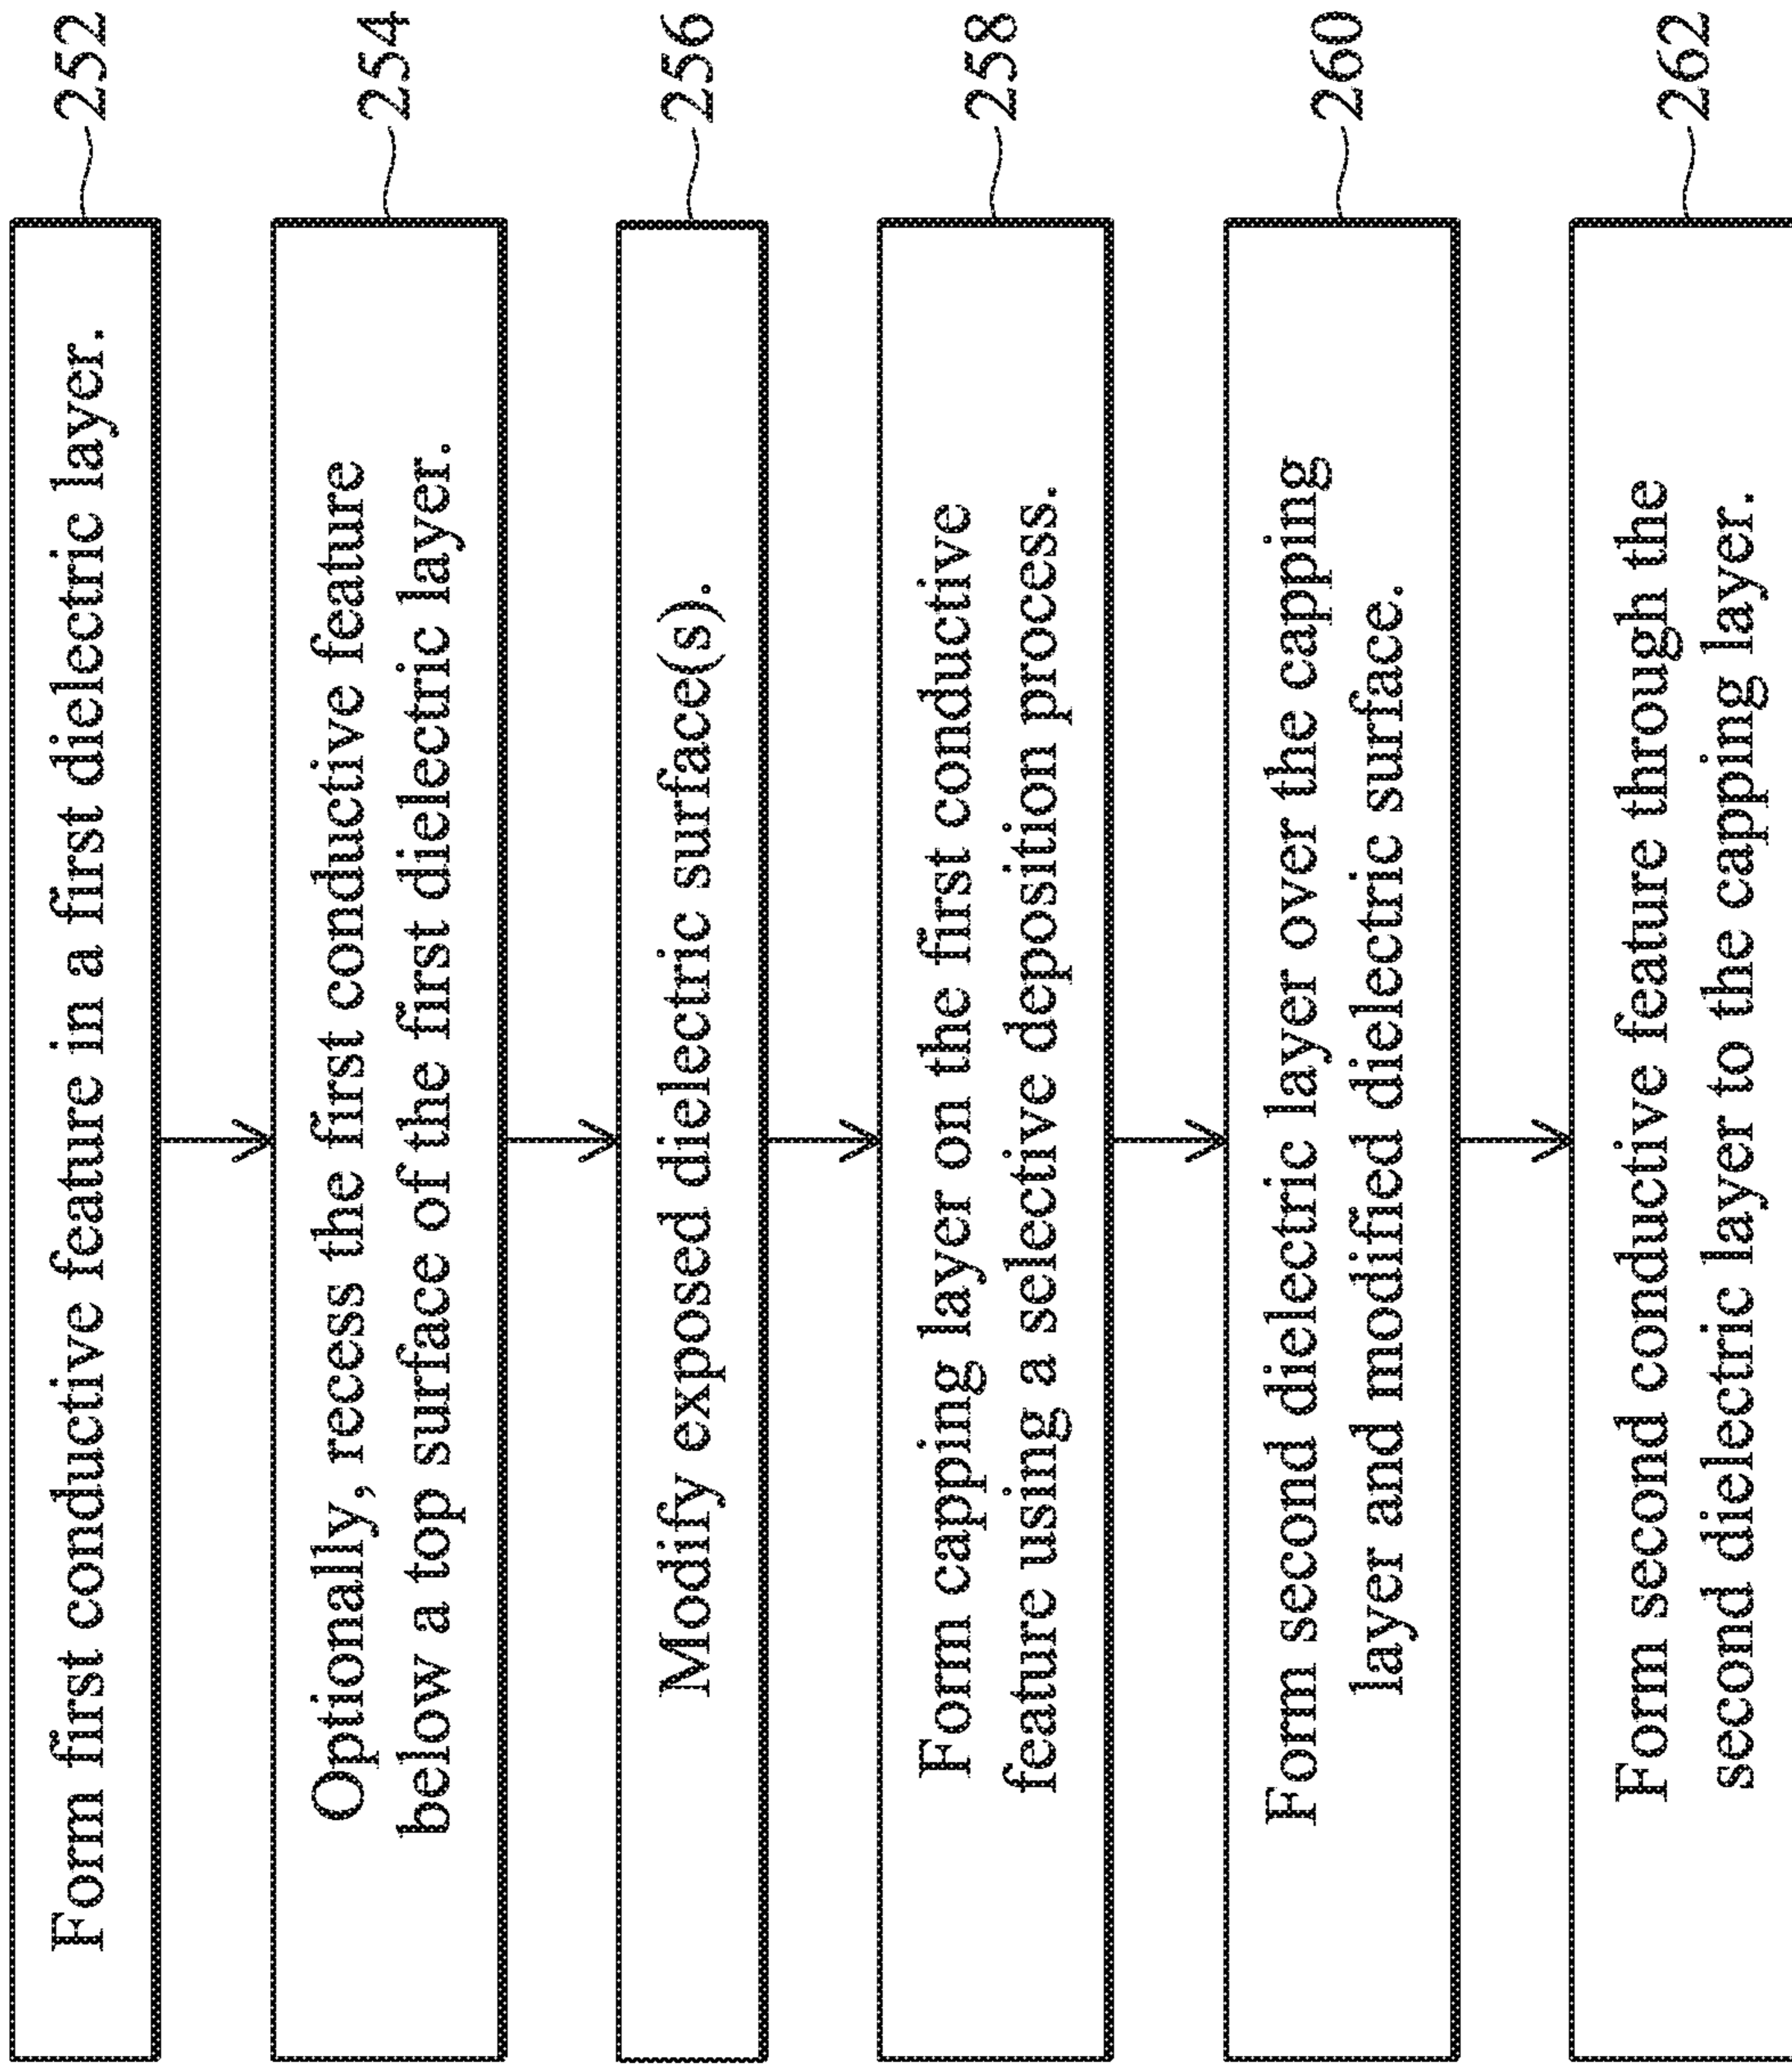 Form first conductive feature in a first dielectric layer.
252
Optionally, recess the first conductive feature
below a top surface of the first dielectric layer.
254
Modify exposed dielectric surface(s).
256
Form capping layer on the first conductive
feature using a selective deposition process.
258
Form second dielectric layer over the capping
layer and modified dielectric surface.
260
Form second conductive feature through the
second dielectric layer to the capping layer.
262